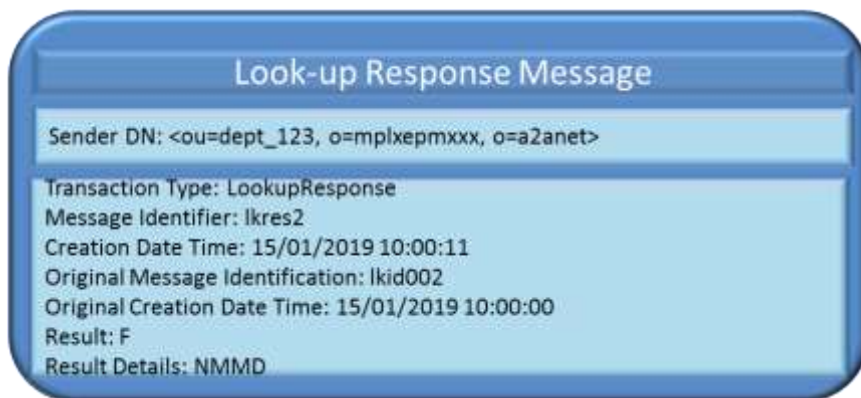 Look-up Response Message
Sender DN: <ou=dept_123, o=mplxepmxxx, o=a2anet>
Transaction Type: LookupResponse
Message Identifier: lkres2
Creation Date Time: 15/01/2019 10:00:11
Original Message Identification: lkid002
Original Creation Date Time: 15/01/2019 10:00:00
Result: F
Result Details: NMMD